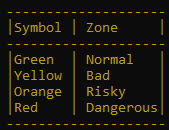 --------------------
|Symbol | Zone     |
--------------------
|Green  | Normal   |
|Yellow | Bad      |
|Orange | Risky    |
|Red    | Dangerous|
--------------------